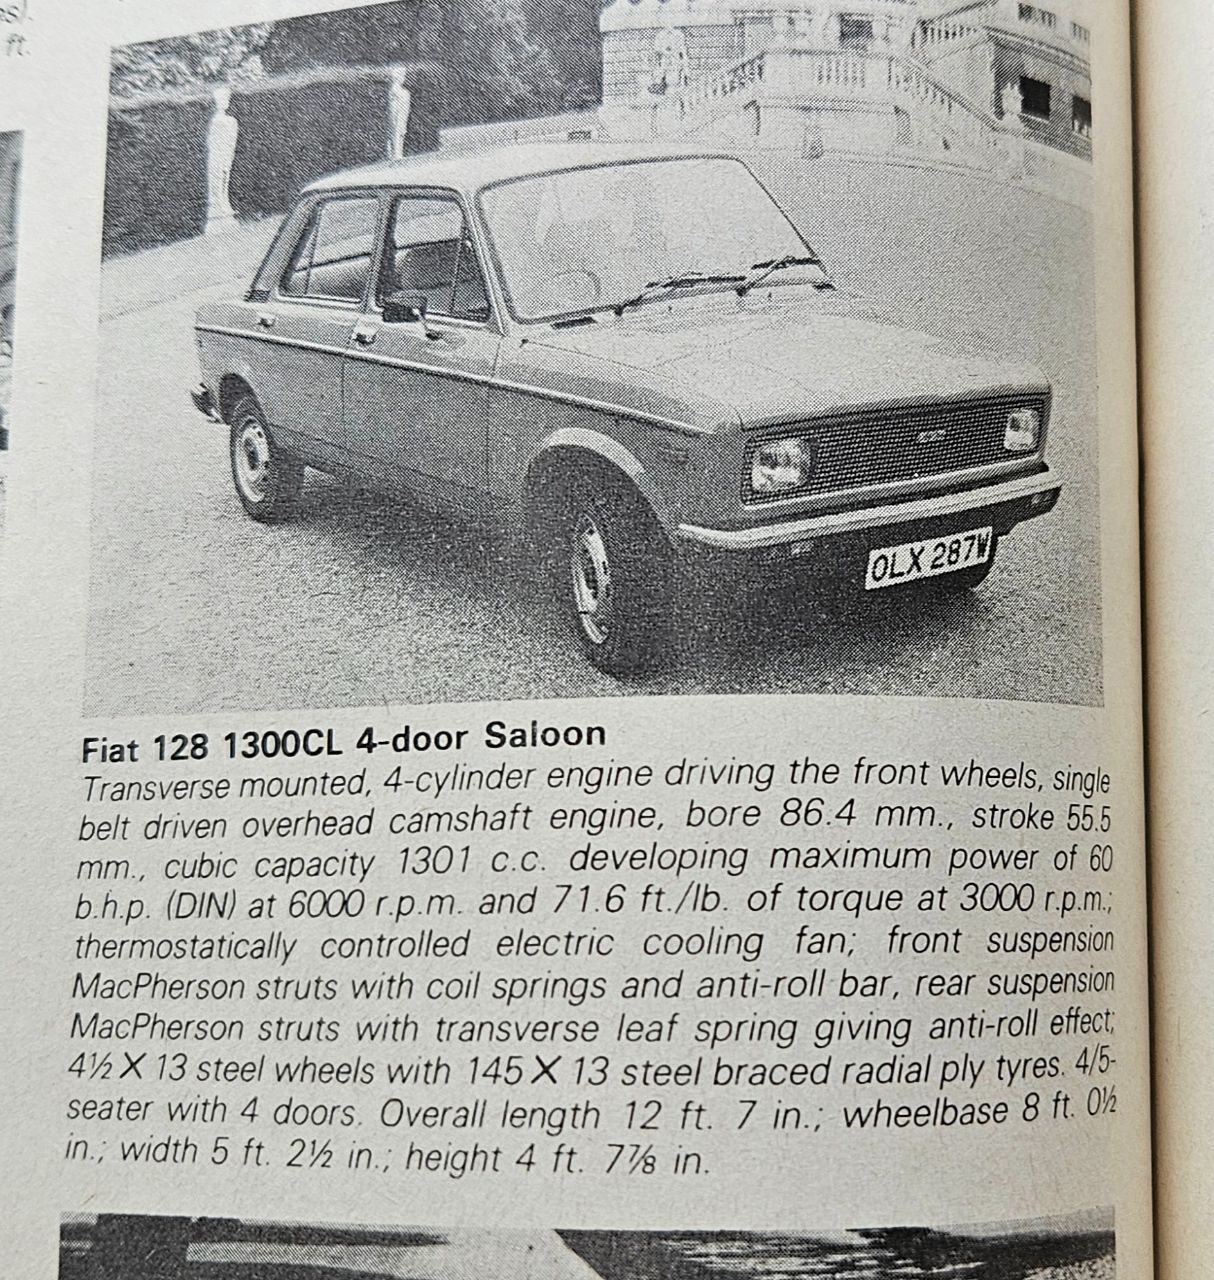 es).
ft.
OLX 287W
Fiat 128 1300CL 4-door Saloon
Transverse mounted, 4-cylinder engine driving the front wheels, single
belt driven overhead camshaft engine, bore 86.4 mm., stroke 55.5
mm., cubic capacity 1301 c.c. developing maximum power of 60
b.h.p. (DIN) at 6000 r.p.m. and 71.6 ft./lb. of torque at 3000 r.p.m.;
thermostatically controlled electric cooling fan; front suspension
MacPherson struts with coil springs and anti-roll bar, rear suspension
MacPherson struts with transverse leaf spring giving anti-roll effect;
4½ X 13 steel wheels with 145 X 13 steel braced radial ply tyres. 4/5-
seater with 4 doors. Overall length 12 ft. 7 in.; wheelbase 8 ft. 0½
in.; width 5 ft. 2½ in.; height 4 ft. 7⅞ in.